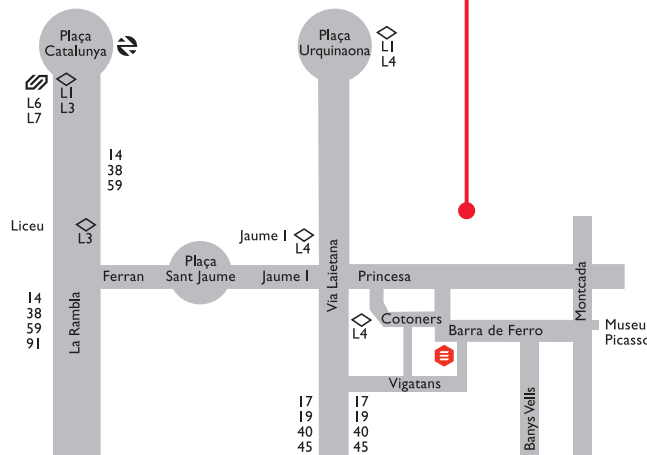 Plaça
Catalunya
Plaça
Urquinaona
L1
L4
L6
L7
L1
L3
14
38
59
Liceu
L3
Jaume I
L4
Plaça
Sant Jaume
Ferran
Jaume I
Via Laietana
Princesa
Montcada
14
38
59
91
La Rambla
L4
Cotoners
Barra de Ferro
Museu
Picasso
Vigatans
Banys Vells
17
19
40
45
17
19
40
45